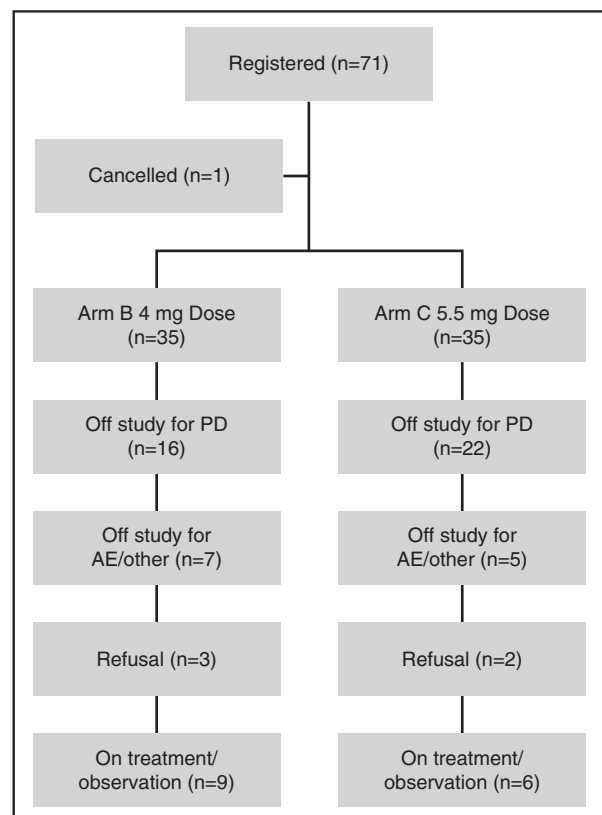 Registered (n=71)
Cancelled (n=1)
Arm B 4 mg Dose
(n=35)
Off study for PD
(n=16)
Off study for
AE/other (n=7)
Refusal (n=3)
On treatment/
observation (n=9)
Arm C 5.5 mg Dose
(n=35)
Off study for PD
(n=22)
Off study for
AE/other (n=5)
Refusal (n=2)
On treatment/
observation (n=6)